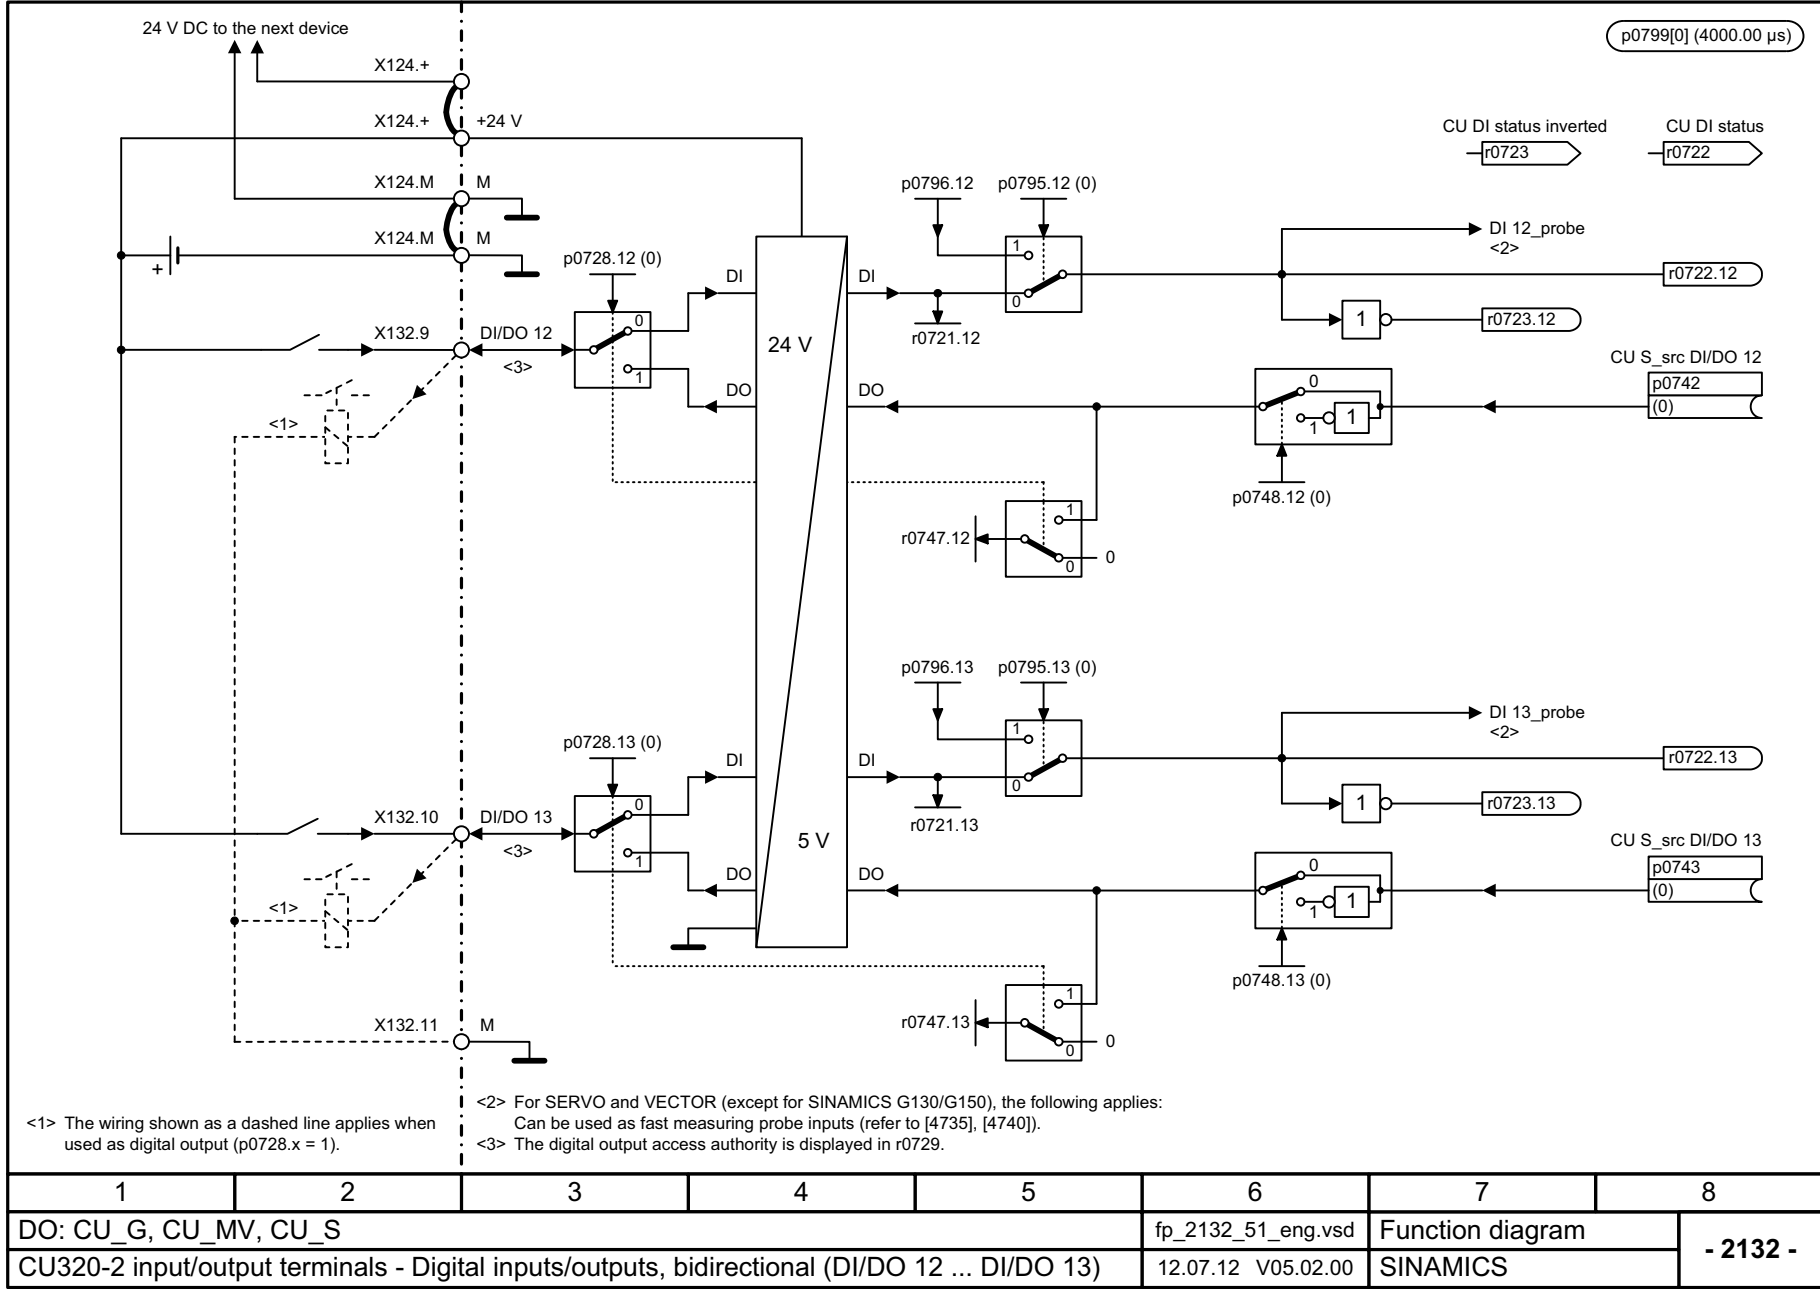 24 V DC to the next device
p0799[0] (4000.00 µs)
X124.+
X124.+
+24 V
CU DI status inverted
r0723
CU DI status
r0722
X124.M
M
X124.M
M
+
p0796.12
p0795.12 (0)
1
0
DI 12_probe
<2>
p0728.12 (0)
DI
DI
r0721.12
r0722.12
1
r0723.12
X132.9
DI/DO 12
<3>
0
1
24 V
CU S_src DI/DO 12
p0742
(0)
DO
DO
0
1
1
p0748.12 (0)
<1>
r0747.12
1
0
0
p0796.13
p0795.13 (0)
1
0
DI 13_probe
<2>
p0728.13 (0)
DI
DI
r0721.13
r0722.13
1
r0723.13
X132.10
DI/DO 13
<3>
0
1
5 V
CU S_src DI/DO 13
p0743
(0)
DO
DO
0
1
1
p0748.13 (0)
<1>
r0747.13
1
0
0
X132.11
M
<1> The wiring shown as a dashed line applies when
used as digital output (p0728.x = 1).
<2> For SERVO and VECTOR (except for SINAMICS G130/G150), the following applies:
Can be used as fast measuring probe inputs (refer to [4735], [4740]).
<3> The digital output access authority is displayed in r0729.
1 2 3 4 5 6 7 8
DO: CU_G, CU_MV, CU_S
fp_2132_51_eng.vsd
Function diagram
- 2132 -
CU320-2 input/output terminals - Digital inputs/outputs, bidirectional (DI/DO 12 ... DI/DO 13)
12.07.12 V05.02.00
SINAMICS